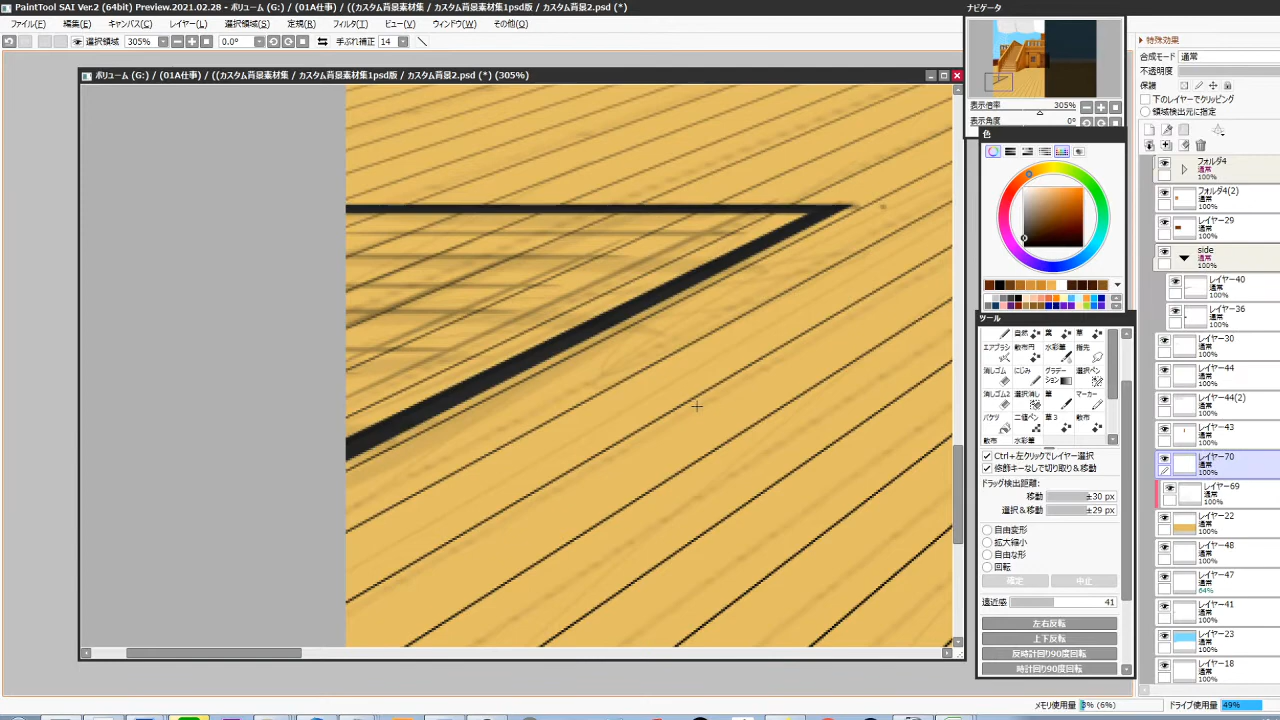 PaintTool SAI Ver.2 (64bit) Preview.2021.02.28 - ボリューム (G:) / (01A仕事) / ((カスタム背景素材集 / カスタム背景素材集1psd版 / カスタム背景2.psd (*)
ファイル(F) 編集(E) キャンバス(C) レイヤー(L) 選択領域(S) 定規(R) フィルタ(T) ビュー(V) ウィンドウ(W) その他(O)
選択領域 305% 0.0° 手ぶれ補正 14
ボリューム (G:) / (01A仕事) / ((カスタム背景素材集 / カスタム背景素材集1psd版 / カスタム背景2.psd (*) (305%)
ナビゲータ
表示倍率 305%
表示角度 0°
色
ツール
自然 葉 草
エアブラシ 散布円 水彩筆 指先
消しゴム にじみ グラデーション 選択ペン
消しゴム2 選択消し 筆 マーカー
バケツ 二値ペン 筆３ 散布
散布 水彩筆
Ctrl+左クリックでレイヤー選択
修飾キーなしで切り取り＆移動
ドラッグ検出距離:
移動 ±30 px
選択＆移動 ±29 px
自由変形
拡大縮小
自由な形
回転
確定 中止
遠近感 41
左右反転
上下反転
反時計回り90度回転
時計回り90度回転
特殊効果
合成モード 通常
不透明度
保護
下のレイヤーでクリッピング
領域検出元に指定
フォルダ4
通常
100%
フォルダ4(2)
通常
100%
レイヤー29
通常
100%
side
通常
100%
レイヤー40
通常
100%
レイヤー36
通常
100%
レイヤー30
通常
100%
レイヤー44
通常
100%
レイヤー44(2)
通常
100%
レイヤー43
通常
100%
レイヤー70
通常
100%
レイヤー69
通常
100%
レイヤー22
通常
100%
レイヤー48
通常
100%
レイヤー47
通常
64%
レイヤー41
通常
100%
レイヤー23
通常
100%
レイヤー18
通常
100%
メモリ使用量 3% (6%) ドライブ使用量 49%